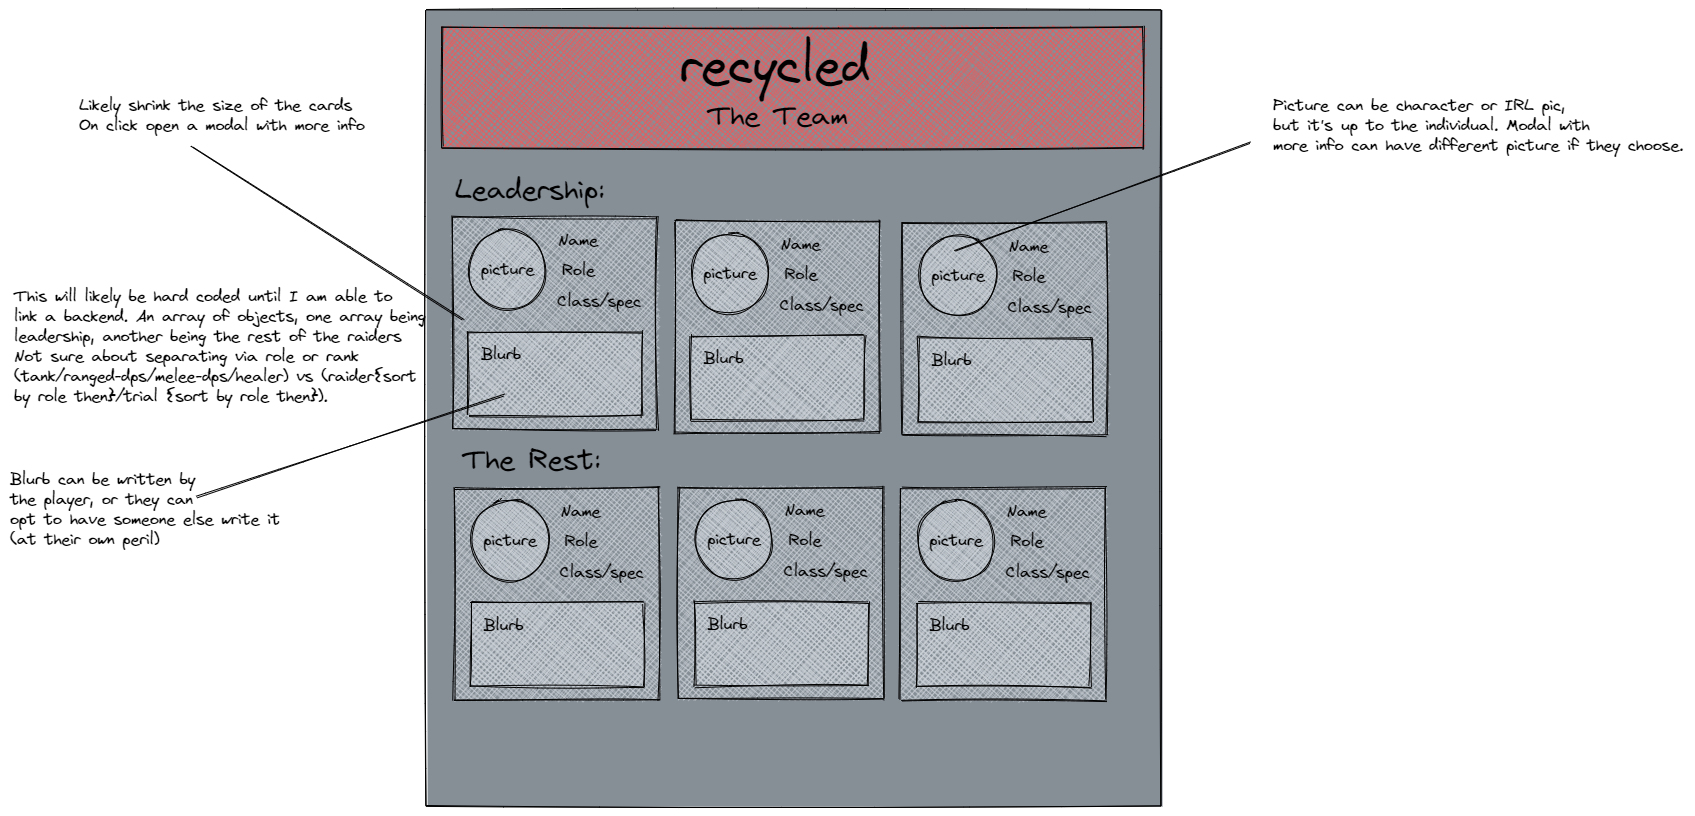 recycled
The Team
Likely shrink the size of the cards
On click open a modal with more info
Picture can be character or IRL pic,
but it's up to the individual. Modal with
more info can have different picture if they choose.
Leadership:
picture
Name
Role
Class/spec
Blurb
picture
Name
Role
Class/spec
Blurb
picture
Name
Role
Class/spec
Blurb
This will likely be hard coded until I am able to
link a backend. An array of objects, one array being
leadership, another being the rest of the raiders
Not sure about separating via role or rank
(tank/ranged-dps/melee-dps/healer) vs (raider{sort
by role then}/trial {sort by role then}).
Blurb can be written by
the player, or they can
opt to have someone else write it
(at their own peril)
The Rest:
picture
Name
Role
Class/spec
Blurb
picture
Name
Role
Class/spec
Blurb
picture
Name
Role
Class/spec
Blurb